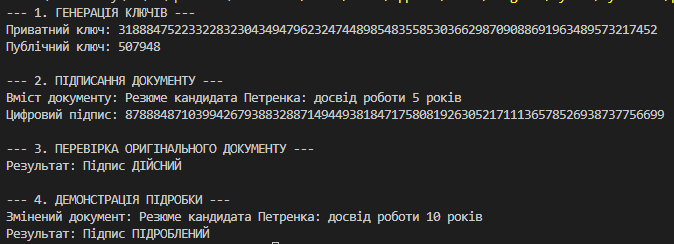 --- 1. ГЕНЕРАЦІЯ КЛЮЧІВ ---
Приватний ключ: 31888475223322832304349479623247448985483558530366298709088691963489573217452
Публічний ключ: 507948
--- 2. ПІДПИСАННЯ ДОКУМЕНТУ ---
Вміст документу: Резюме кандидата Петренка: досвід роботи 5 років
Цифровий підпис: 87888487103994267938832887149449381847175808192630521711136578526938737756699
--- 3. ПЕРЕВІРКА ОРИГІНАЛЬНОГО ДОКУМЕНТУ ---
Результат: Підпис ДІЙСНИЙ
--- 4. ДЕМОНСТРАЦІЯ ПІДРОБКИ ---
Змінений документ: Резюме кандидата Петренка: досвід роботи 10 років
Результат: Підпис ПІДРОБЛЕНИЙ